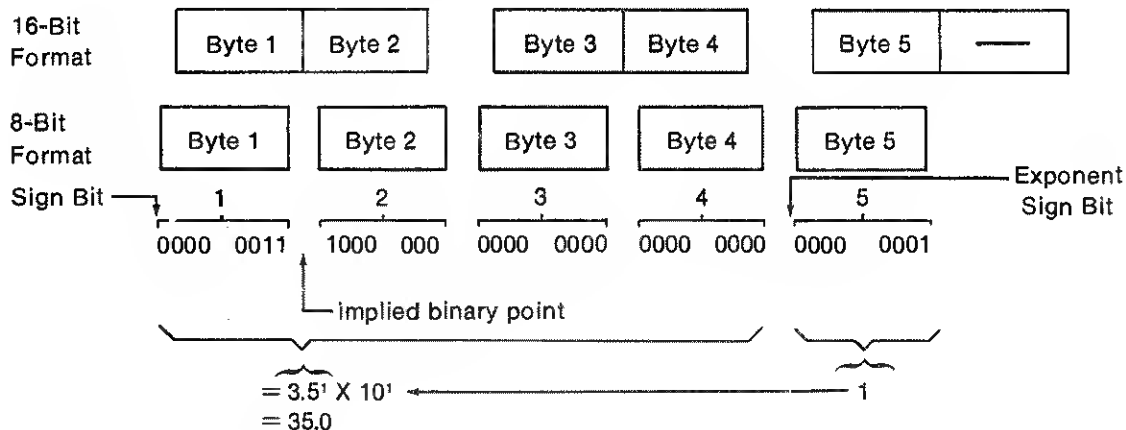 16-Bit Format
Byte 1 Byte 2 Byte 3 Byte 4 Byte 5 —
8-Bit Format
Byte 1 Byte 2 Byte 3 Byte 4 Byte 5
Sign Bit 1 2 3 4 5 Exponent Sign Bit
0000 0011 1000 000 0000 0000 0000 0000 0000 0001
implied binary point
= 3.5¹ X 10¹ 1
= 35.0